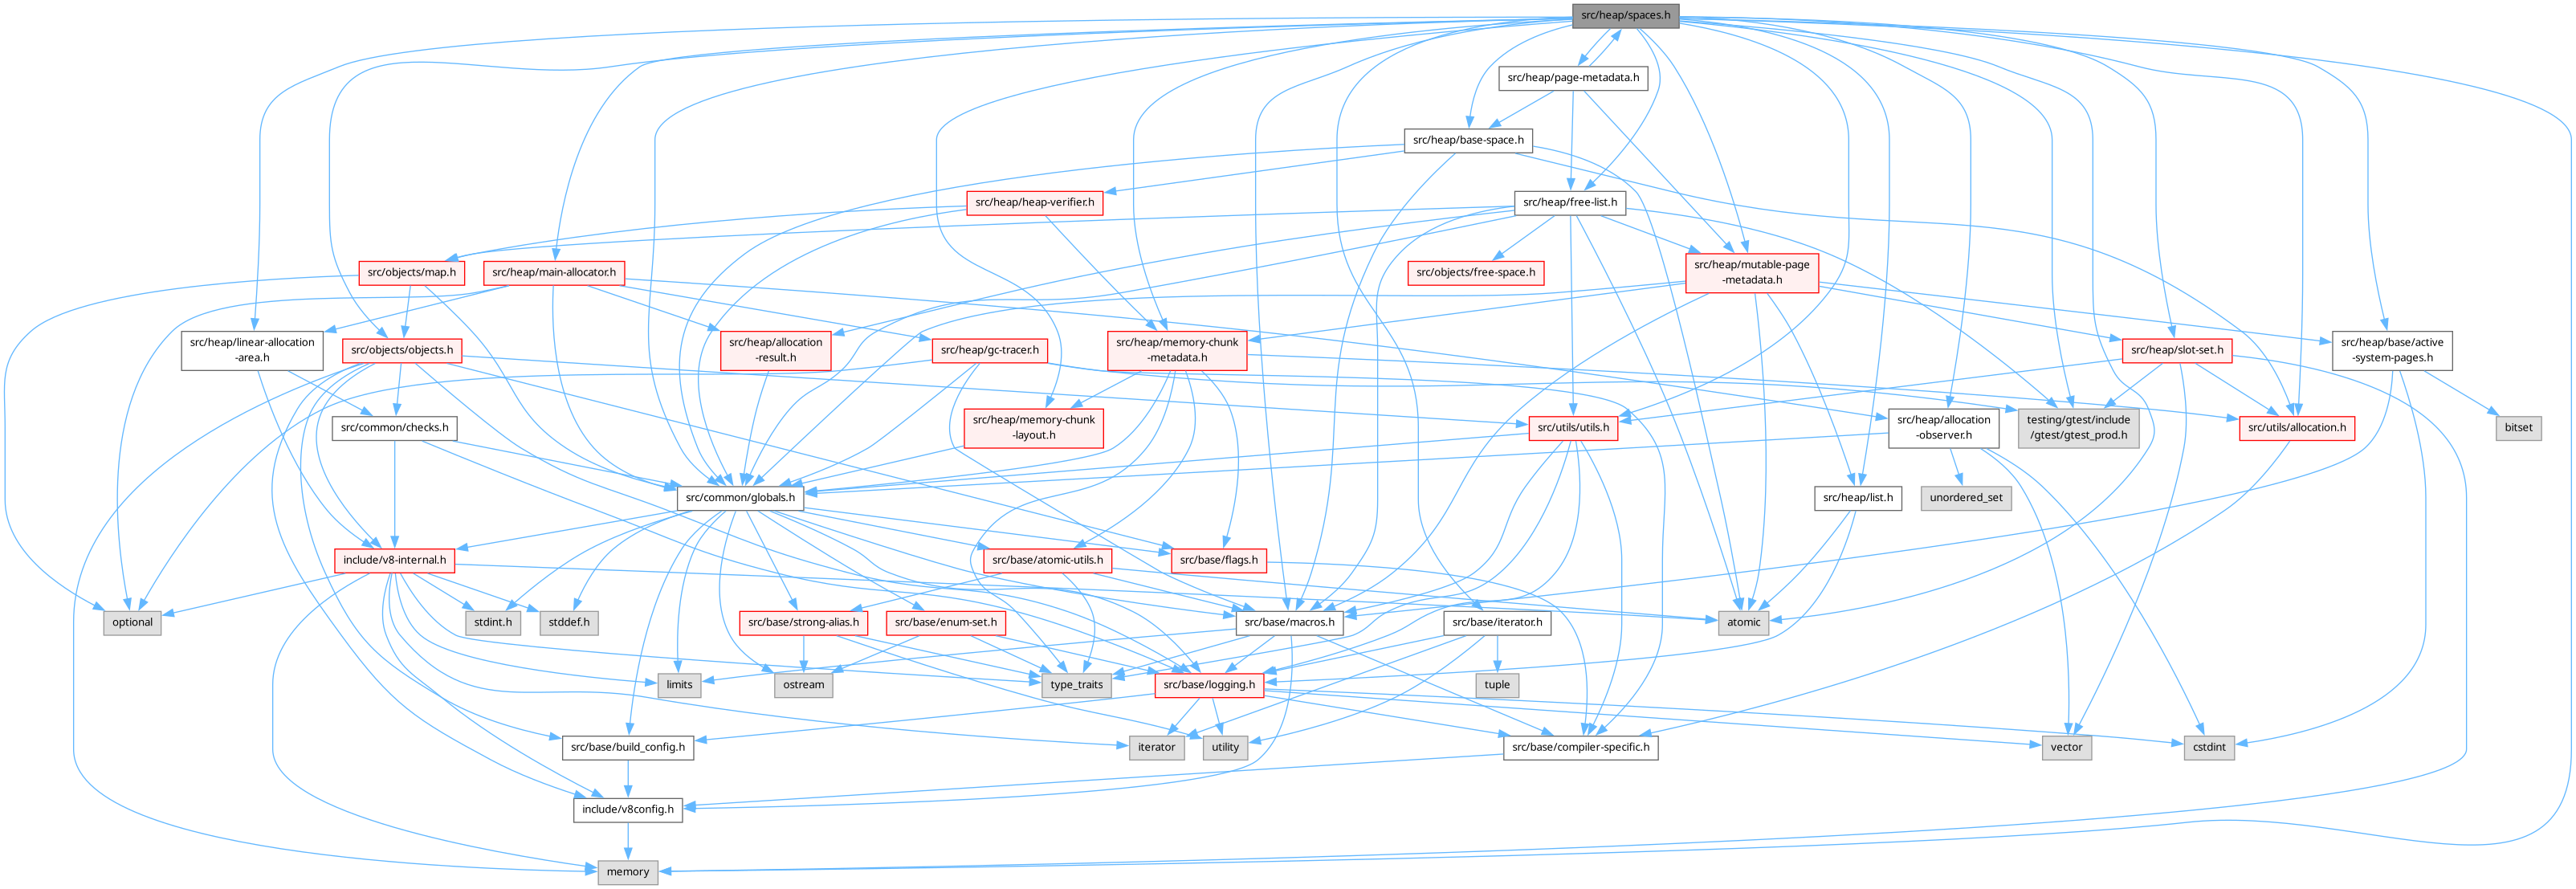 src/heap/spaces.h
src/heap/page-metadata.h
src/heap/base-space.h
src/heap/heap-verifier.h
src/heap/free-list.h
src/objects/map.h
src/heap/main-allocator.h
src/objects/free-space.h
src/heap/mutable-page
-metadata.h
src/heap/linear-allocation
-area.h
src/objects/objects.h
src/heap/allocation
-result.h
src/heap/gc-tracer.h
src/heap/memory-chunk
-metadata.h
src/heap/slot-set.h
src/heap/base/active
-system-pages.h
src/common/checks.h
src/heap/memory-chunk
-layout.h
src/utils/utils.h
src/heap/allocation
-observer.h
testing/gtest/include
/gtest/gtest_prod.h
src/utils/allocation.h
bitset
src/common/globals.h
src/heap/list.h
unordered_set
include/v8-internal.h
src/base/atomic-utils.h
src/base/flags.h
optional
stdint.h
stddef.h
src/base/strong-alias.h
src/base/enum-set.h
src/base/macros.h
src/base/iterator.h
atomic
limits
ostream
type_traits
src/base/logging.h
tuple
src/base/build_config.h
iterator
utility
src/base/compiler-specific.h
vector
cstdint
include/v8config.h
memory